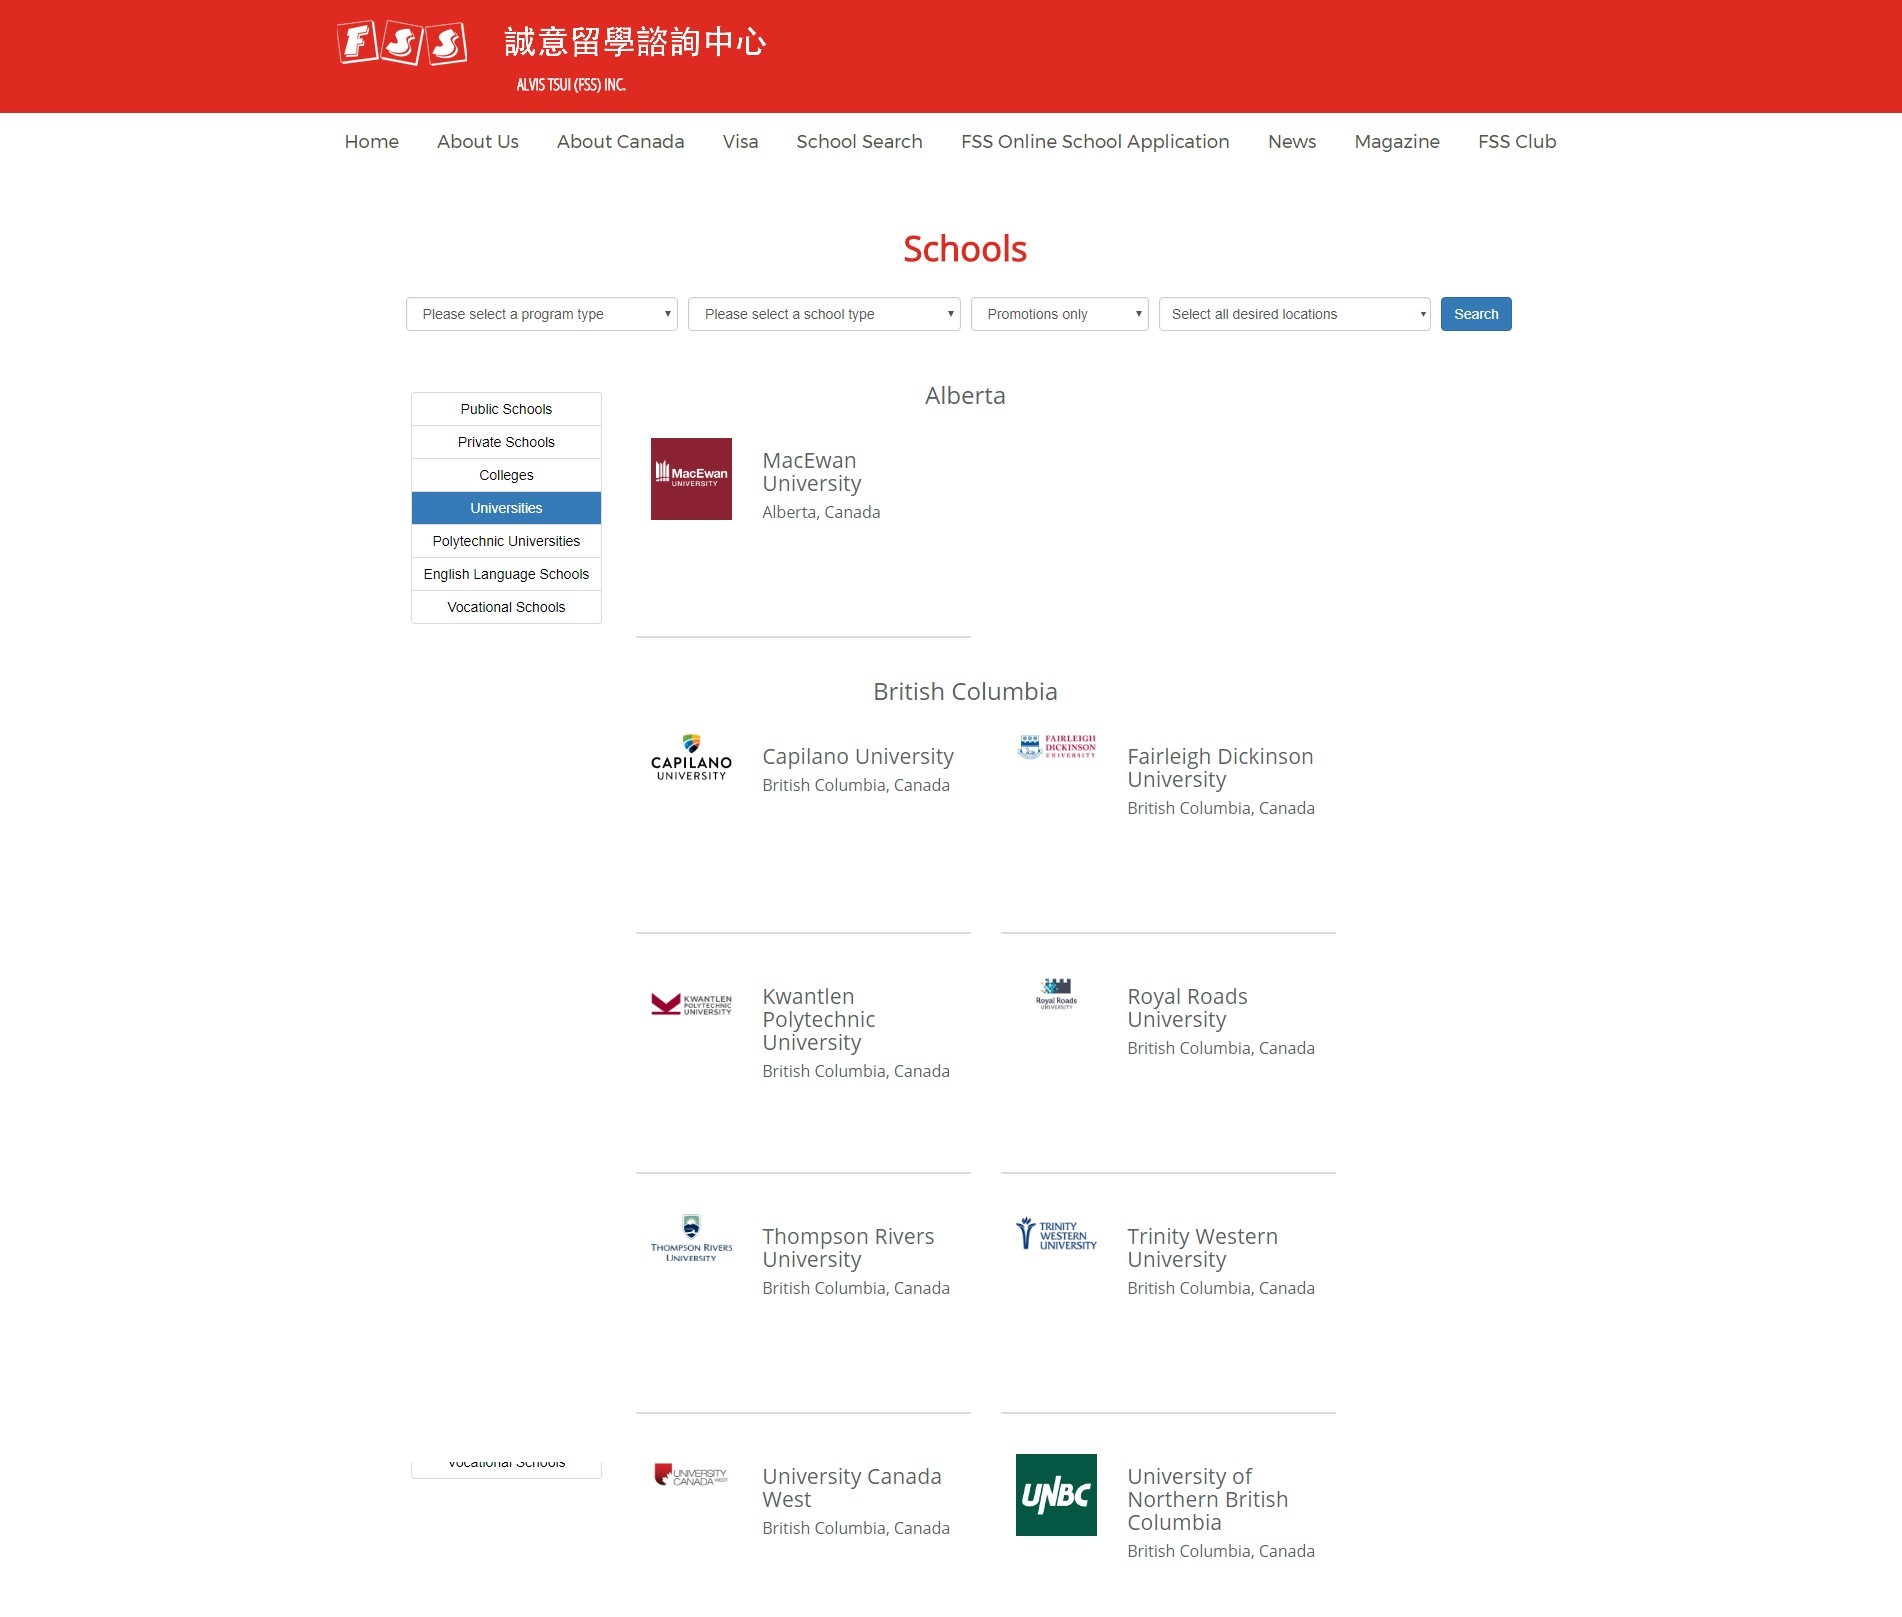 FSS 誠意留學諮詢中心
ALVIS TSUI (FSS) INC.
Home About Us About Canada Visa School Search FSS Online School Application News Magazine FSS Club
Schools
Please select a program type Please select a school type Promotions only Select all desired locations Search
Public Schools
Private Schools
Colleges
Universities
Polytechnic Universities
English Language Schools
Vocational Schools
Alberta
MacEwan
UNIVERSITY
MacEwan
University
Alberta, Canada
British Columbia
CAPILANO
UNIVERSITY
Capilano University
British Columbia, Canada
FAIRLEIGH
DICKINSON
UNIVERSITY
Fairleigh Dickinson
University
British Columbia, Canada
KWANTLEN
POLYTECHNIC
UNIVERSITY
Kwantlen
Polytechnic
University
British Columbia, Canada
Royal Roads
UNIVERSITY
Royal Roads
University
British Columbia, Canada
THOMPSON RIVERS
UNIVERSITY
Thompson Rivers
University
British Columbia, Canada
TRINITY
WESTERN
UNIVERSITY
Trinity Western
University
British Columbia, Canada
Vocational Schools
UNIVERSITY
CANADA WEST
University Canada
West
British Columbia, Canada
UNBC
University of
Northern British
Columbia
British Columbia, Canada